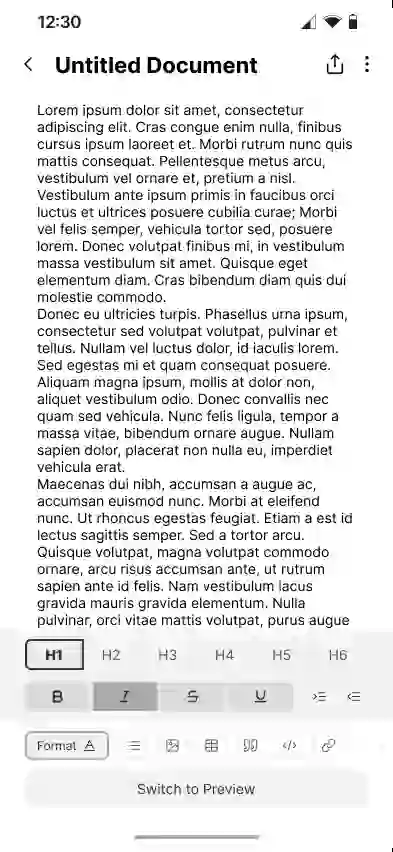 12:30
Untitled Document
Lorem ipsum dolor sit amet, consectetur
adipiscing elit. Cras congue enim nulla, finibus
cursus ipsum laoreet et. Morbi rutrum nunc quis
mattis consequat. Pellentesque metus arcu,
vestibulum vel ornare et, pretium a nisl.
Vestibulum ante ipsum primis in faucibus orci
luctus et ultrices posuere cubilia curae; Morbi
vel felis semper, vehicula tortor sed, posuere
lorem. Donec volutpat finibus mi, in vestibulum
massa vestibulum sit amet. Quisque eget
elementum diam. Cras bibendum diam quis dui
molestie commodo.
Donec eu ultricies turpis. Phasellus urna ipsum,
consectetur sed volutpat volutpat, pulvinar et
tellus. Nullam vel luctus dolor, id iaculis lorem.
Sed egestas mi et quam consequat posuere.
Aliquam magna ipsum, mollis at dolor non,
aliquet vestibulum odio. Donec convallis nec
quam sed vehicula. Nunc felis ligula, tempor a
massa vitae, bibendum ornare augue. Nullam
sapien dolor, placerat non nulla eu, imperdiet
vehicula erat.
Maecenas dui nibh, accumsan a augue ac,
accumsan euismod nunc. Morbi at eleifend
nunc. Ut rhoncus egestas feugiat. Etiam a est id
lectus sagittis semper. Sed a tortor arcu.
Quisque volutpat, magna volutpat commodo
ornare, arcu risus accumsan ante, ut rutrum
sapien ante id felis. Nam vestibulum lacus
gravida mauris gravida elementum. Nulla
pulvinar, orci vitae mattis volutpat, purus augue
H1 H2 H3 H4 H5 H6
B I S U
Format A
Switch to Preview